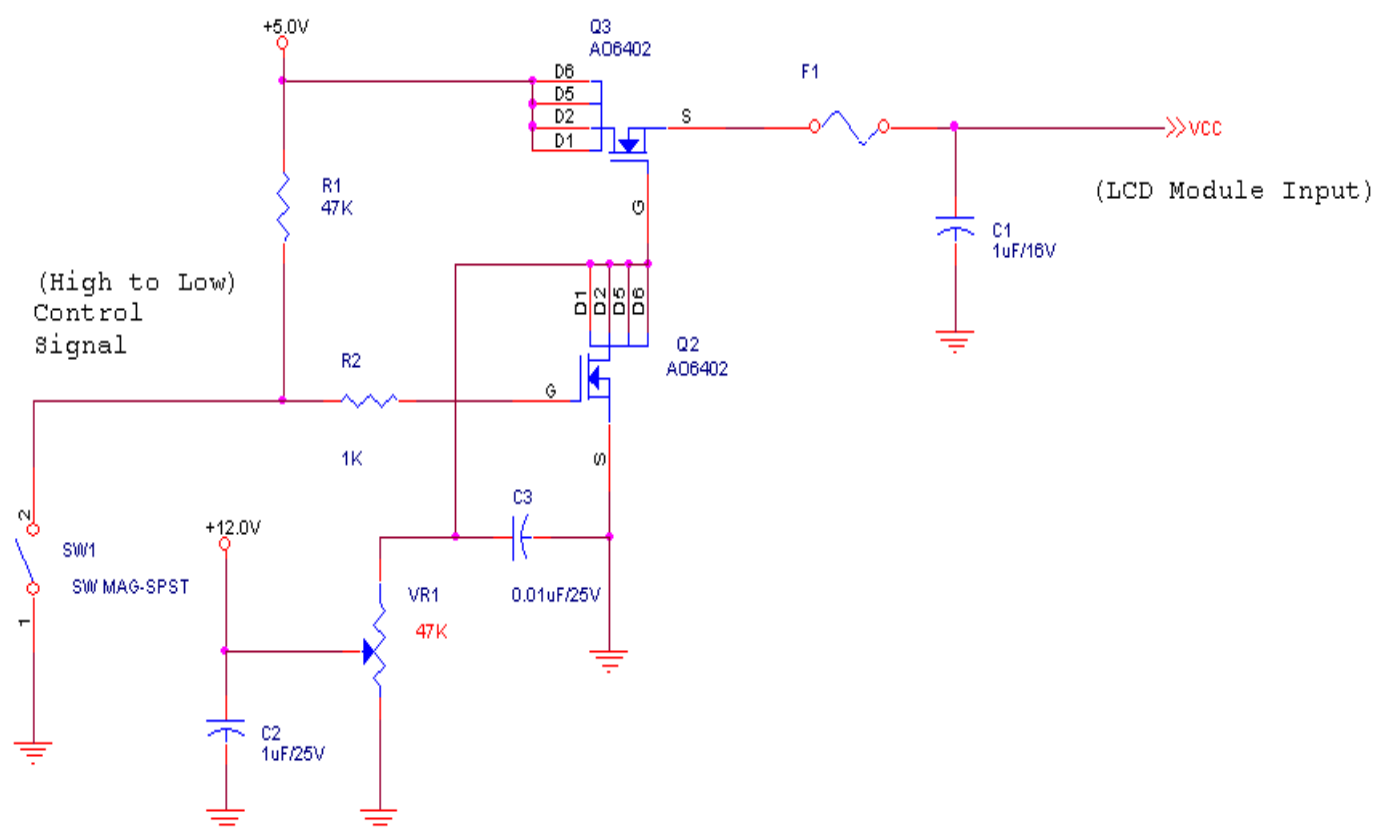 +5.0V
Q3
AO6402
F1
D6
D5
D2
D1
S
VCC
(LCD Module Input)
R1
47K
G
C1
1uF/16V
(High to Low)
Control
Signal
D1
D2
D5
D6
Q2
AO6402
R2
G
1K
S
C3
2
+12.0V
SW1
SW MAG-SPST
VR1
0.01uF/25V
1
47K
C2
1uF/25V